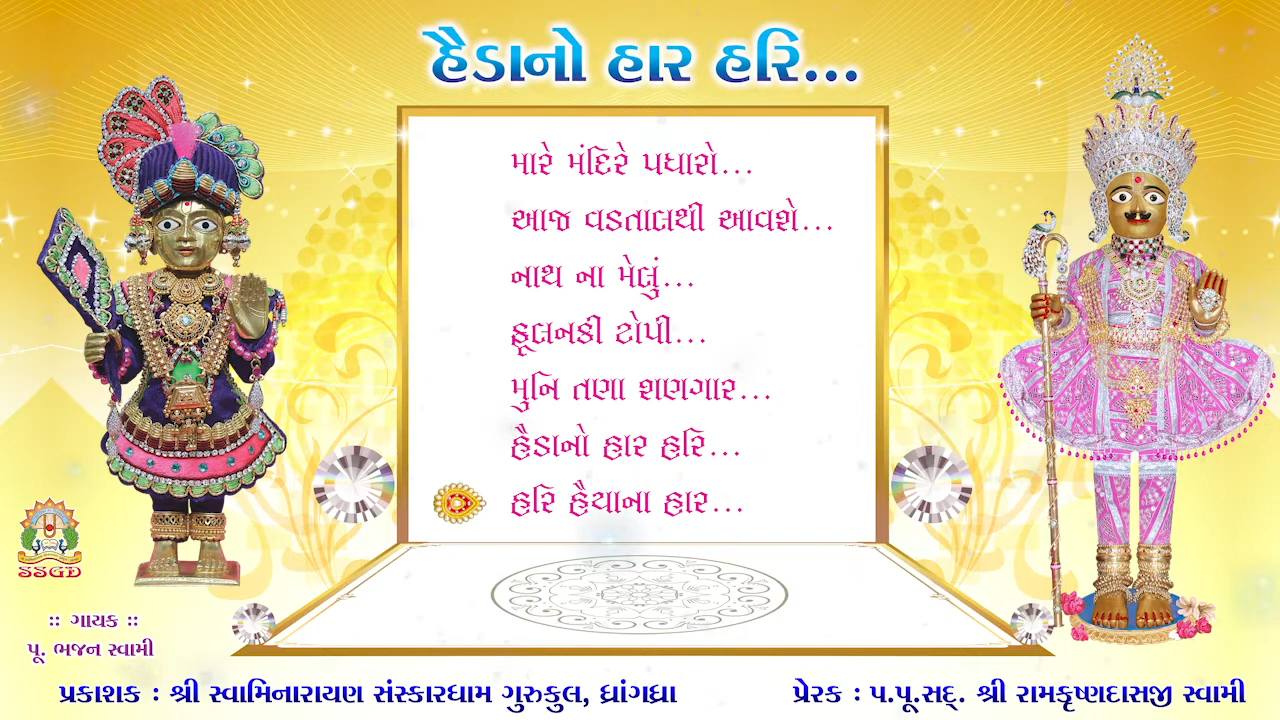 હૈડાનો હાર હરિ...
મારે મંદિરે પધારો...
આજ વડતાલથી આવશે...
નાથ ના મેલું...
ફૂલનકી ટોપી...
મુનિ તણા શણગાર...
હૈડાનો હાર હરિ...
હરિ હૈયાના હાર...
SSGD
:: ગાયક ::
પૂ. ભજન સ્વામી
પ્રકાશક : શ્રી સ્વામિનારાયણ સંસ્કારધામ ગુરુકુલ, ધ્રાંગધ્રા
પ્રેરક : પ.પૂ.સદ્. શ્રી રામકૃષ્ણદાસજી સ્વામી